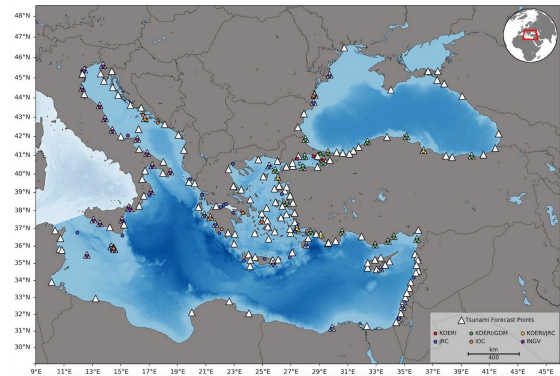 48°N
47°N
46°N
45°N
44°N
43°N
42°N
41°N
40°N
39°N
38°N
37°N
36°N
35°N
34°N
33°N
32°N
31°N
30°N
Tsunami Forecast Points
KOERI KOERI/GDM KOERI/JRC
JRC IOC INGV
km
400
9°E 11°E 13°E 15°E 17°E 19°E 21°E 23°E 25°E 27°E 29°E 31°E 33°E 35°E 37°E 39°E 41°E 43°E 45°E